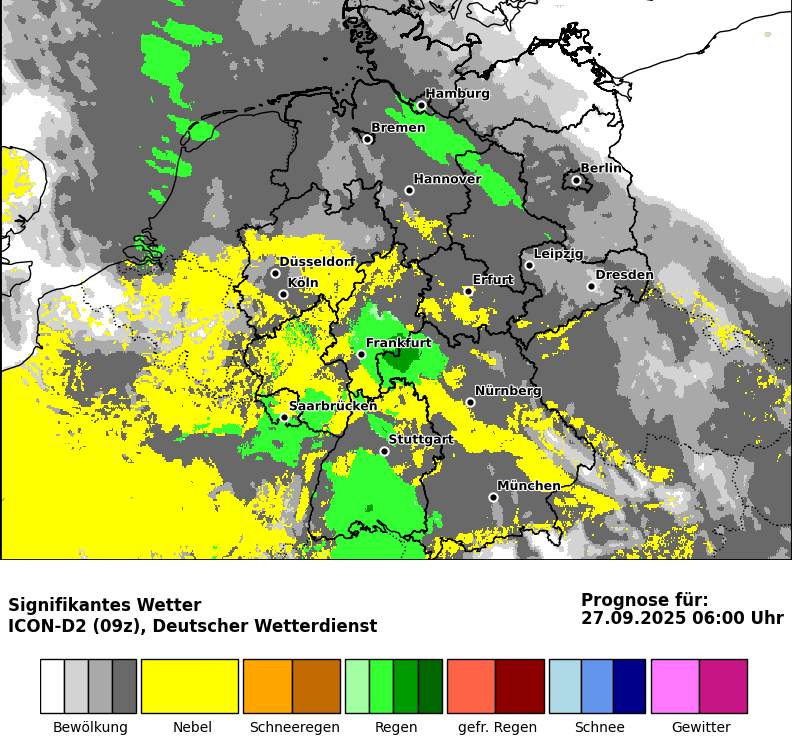 Hamburg
Bremen
Berlin
Hannover
Leipzig
Düsseldorf
Dresden
Köln
Erfurt
Frankfurt
Nürnberg
Saarbrücken
Stuttgart
München
Signifikantes Wetter
ICON-D2 (09z), Deutscher Wetterdienst
Prognose für:
27.09.2025 06:00 Uhr
Bewölkung Nebel Schneeregen Regen gefr. Regen Schnee Gewitter